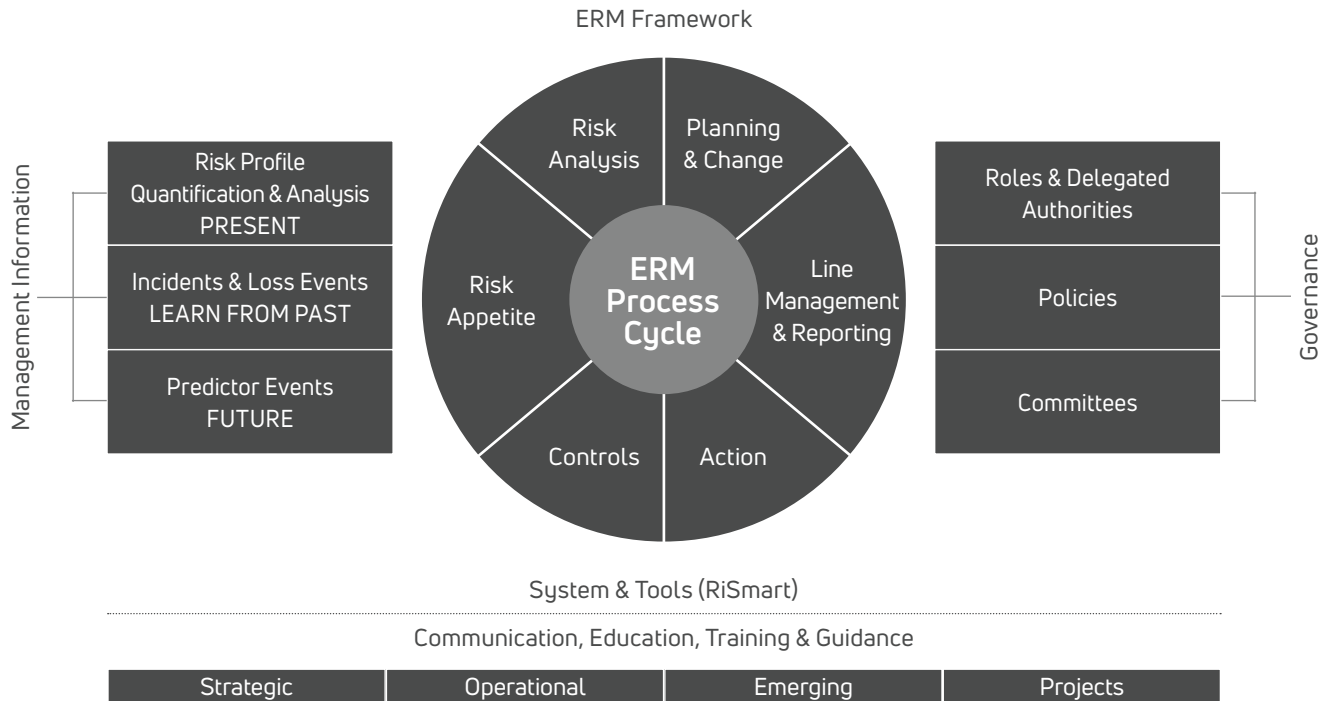 ERM Framework
Management Information
Risk Profile
Quantification & Analysis
PRESENT
Incidents & Loss Events
LEARN FROM PAST
Predictor Events
FUTURE
Risk
Analysis
Planning
& Change
Risk
Appetite
ERM
Process
Cycle
Line
Management
& Reporting
Controls
Action
Roles & Delegated
Authorities
Policies
Committees
Governance
System & Tools (RiSmart)
Communication, Education, Training & Guidance
Strategic
Operational
Emerging
Projects